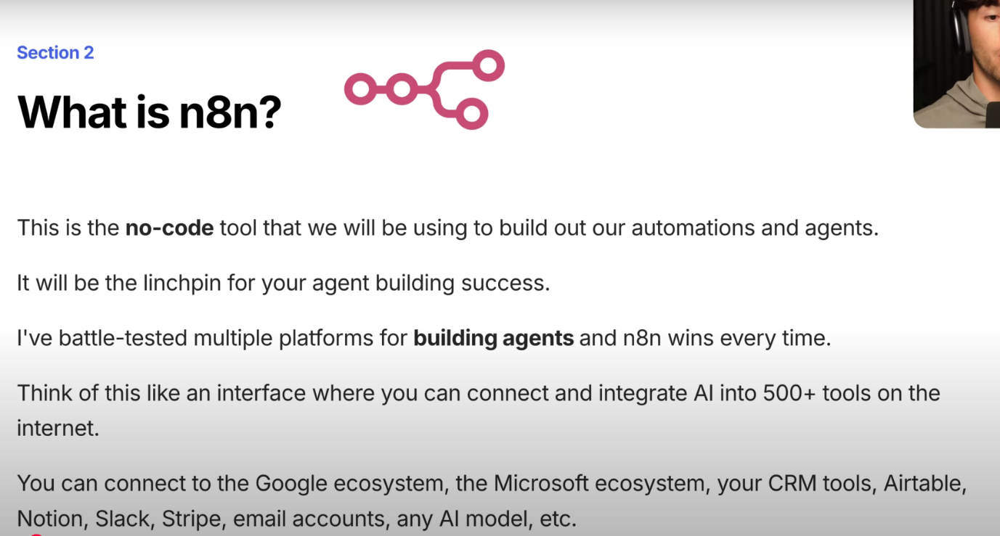 Section 2
What is n8n?
This is the no-code tool that we will be using to build out our automations and agents.
It will be the linchpin for your agent building success.
I've battle-tested multiple platforms for building agents and n8n wins every time.
Think of this like an interface where you can connect and integrate AI into 500+ tools on the
internet.
You can connect to the Google ecosystem, the Microsoft ecosystem, your CRM tools, Airtable,
Notion, Slack, Stripe, email accounts, any AI model, etc.